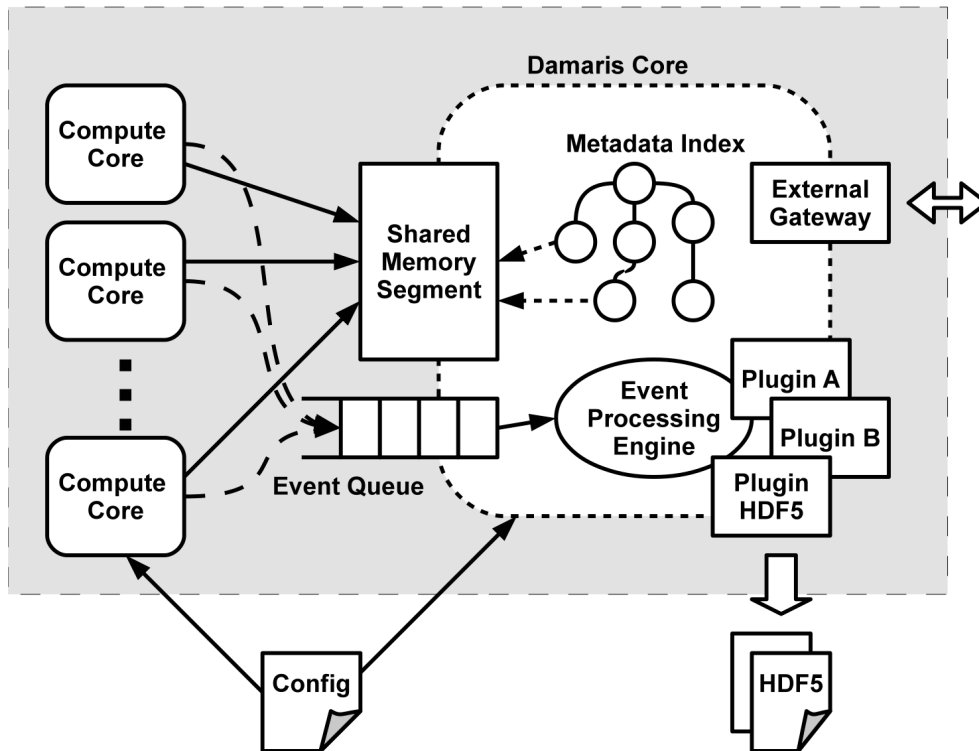 Damaris Core
Compute
Core
Metadata Index
External
Gateway
Shared
Memory
Segment
Compute
Core
Plugin A
Event
Processing
Engine
Plugin B
Compute
Core
Event Queue
Plugin
HDF5
Config
HDF5